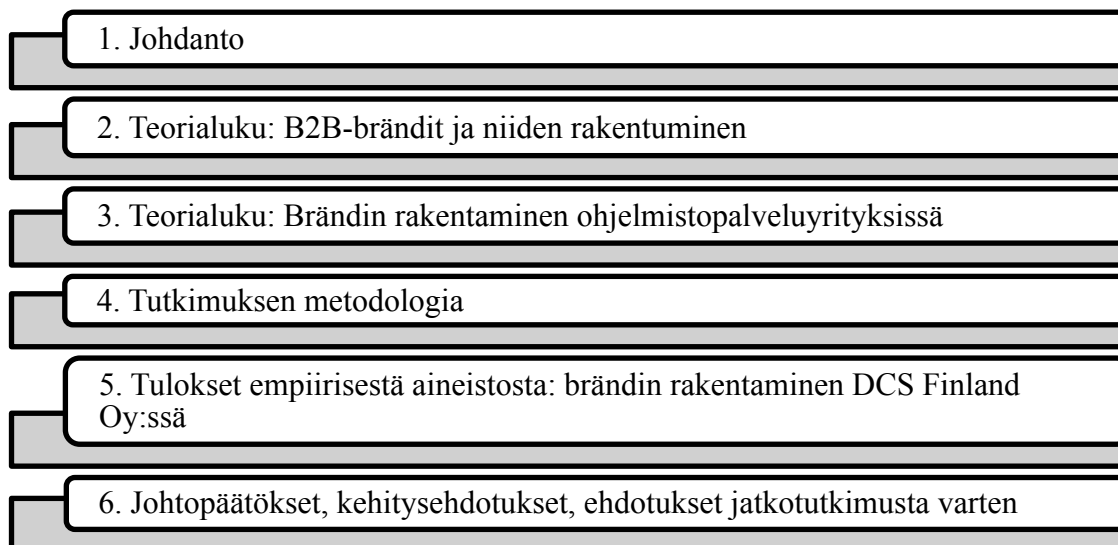 1. Johdanto
2. Teorialuku: B2B-brändit ja niiden rakentuminen
3. Teorialuku: Brändin rakentaminen ohjelmistopalveluyrityksissä
4. Tutkimuksen metodologia
5. Tulokset empiirisestä aineistosta: brändin rakentaminen DCS Finland
Oy:ssä
6. Johtopäätökset, kehitysehdotukset, ehdotukset jatkotutkimusta varten